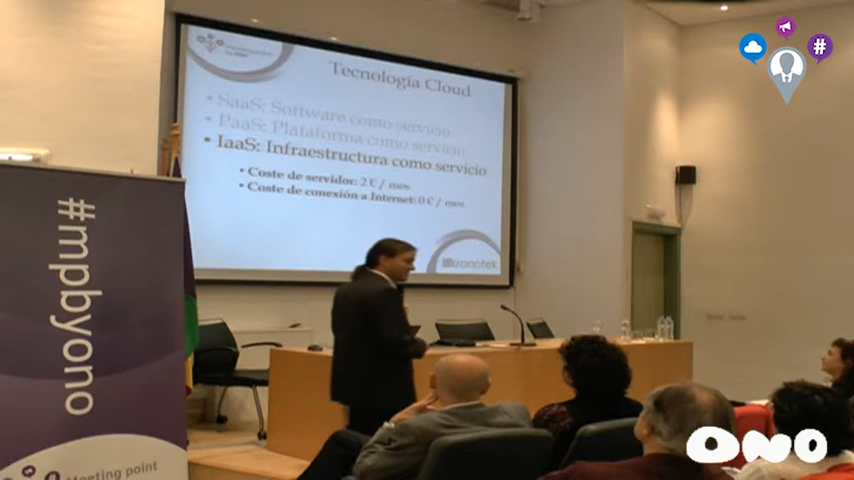 Tecnología Cloud
• SaaS: Software como servicio
• PaaS: Plataforma como servicio
• IaaS: Infraestructura como servicio
• Coste de servidor: 2 € / mes
• Coste de conexión a Internet: 0 € / mes
kronotek
#mpbyono
Meeting point
#
ONO